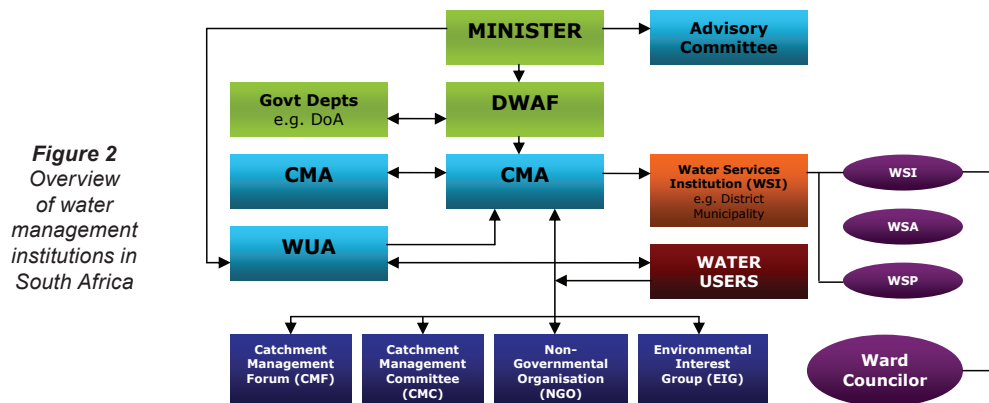 Figure 2
Overview
of water
management
institutions in
South Africa
MINISTER
Advisory
Committee
Govt Depts
e.g. DoA
DWAF
CMA
CMA
Water Services
Institution (WSI)
e.g. District
Municipality
WSI
WSA
WSP
WUA
WATER
USERS
Catchment
Management
Forum (CMF)
Catchment
Management
Committee
(CMC)
Non-
Governmental
Organisation
(NGO)
Environmental
Interest
Group (EIG)
Ward
Councilor